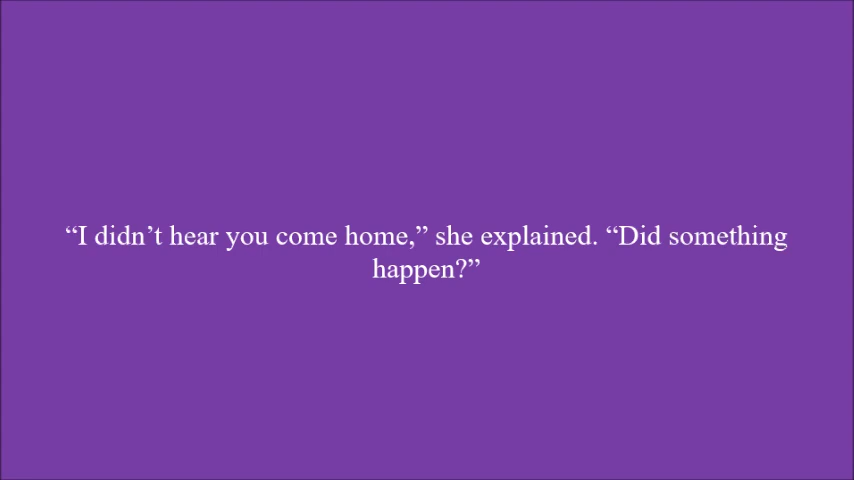 “I didn’t hear you come home,” she explained. “Did something
happen?”